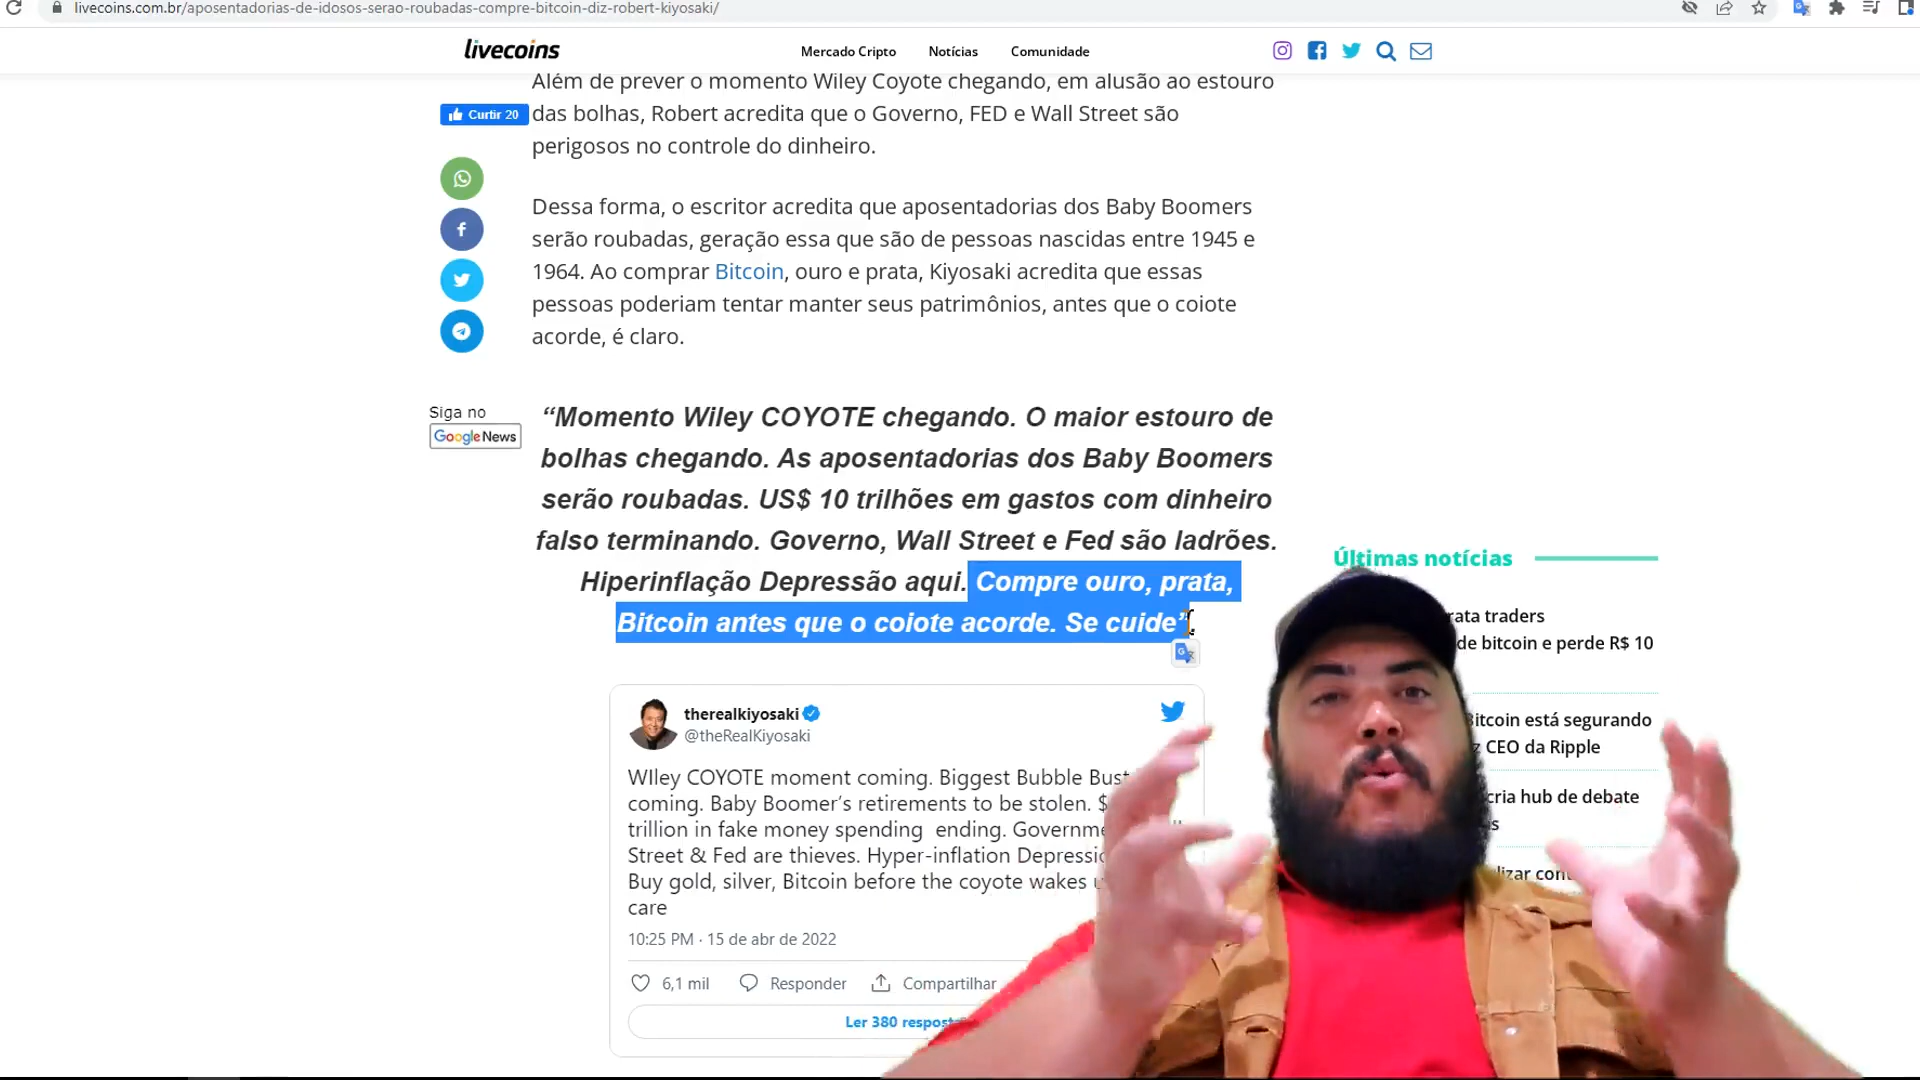 livecoins.com.br/aposentadorias-de-idosos-serao-roubadas-compre-bitcoin-diz-robert-kiyosaki/
livecoins
Mercado Cripto
Notícias
Comunidade
Além de prever o momento Wiley Coyote chegando, em alusão ao estouro
das bolhas, Robert acredita que o Governo, FED e Wall Street são
perigosos no controle do dinheiro.
Curtir 20
Dessa forma, o escritor acredita que aposentadorias dos Baby Boomers
serão roubadas, geração essa que são de pessoas nascidas entre 1945 e
1964. Ao comprar Bitcoin, ouro e prata, Kiyosaki acredita que essas
pessoas poderiam tentar manter seus patrimônios, antes que o coiote
acorde, é claro.
Siga no
Google News
“Momento Wiley COYOTE chegando. O maior estouro de
bolhas chegando. As aposentadorias dos Baby Boomers
serão roubadas. US$ 10 trilhões em gastos com dinheiro
falso terminando. Governo, Wall Street e Fed são ladrões.
Hiperinflação Depressão aqui. Compre ouro, prata,
Bitcoin antes que o coiote acorde. Se cuide”.
therealkiyosaki
@theRealKiyosaki
WIley COYOTE moment coming. Biggest Bubble Bust
coming. Baby Boomer’s retirements to be stolen. $
trillion in fake money spending ending. Governme
Street & Fed are thieves. Hyper-inflation Depressio
Buy gold, silver, Bitcoin before the coyote wakes u
care
10:25 PM · 15 de abr de 2022
6,1 mil
Responder
Compartilhar
Ler 380 respost
Últimas notícias
rata traders
de bitcoin e perde R$ 10
Bitcoin está segurando
z CEO da Ripple
cria hub de debate
s
lizar cont